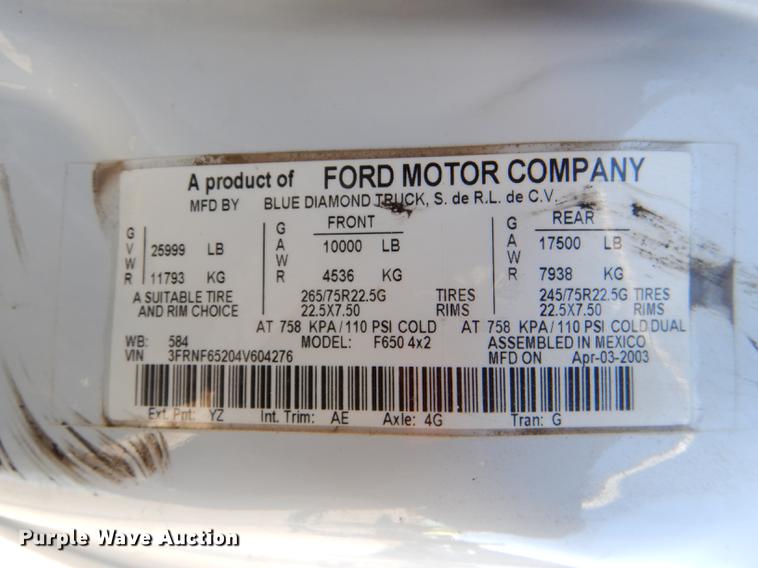 A product of FORD MOTOR COMPANY
MFD BY BLUE DIAMOND TRUCK, S. de R.L. de C.V.
GVWR 25999 LB 11793 KG
GAWR FRONT 10000 LB 4536 KG
GAWR REAR 17500 LB 7938 KG
A SUITABLE TIRE 265/75R22.5G TIRES 245/75R22.5G TIRES
AND RIM CHOICE 22.5X7.50 RIMS 22.5X7.50 RIMS
AT 758 KPA/110 PSI COLD AT 758 KPA/110 PSI COLD DUAL
WB: 584 MODEL: F650 4x2 ASSEMBLED IN MEXICO
VIN 3FRNF65204V604276 MFD ON Apr-03-2003
Ext. Pnt: YZ Int. Trim: AE Axle: 4G Tran: G
Purple Wave Auction